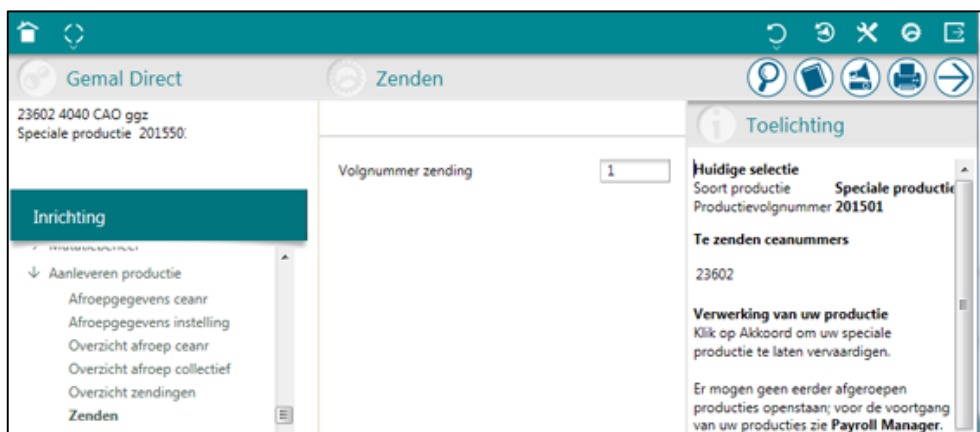 Gemal Direct
Zenden
23602 4040 CAO ggz
Speciale productie 201550
Toelichting
Volgnummer zending 1
Inrichting
Aanleveren productie
Afroepgegevens ceanr
Afroepgegevens instelling
Overzicht afroep ceanr
Overzicht afroep collectief
Overzicht zendingen
Zenden
Huidige selectie
Soort productie Speciale productie
Productievolgnummer 201501
Te zenden ceanummers
23602
Verwerking van uw productie
Klik op Akkoord om uw speciale
productie te laten vervaardigen.
Er mogen geen eerder afgeroepen
producties openstaan; voor de voortgang
van uw producties zie Payroll Manager.